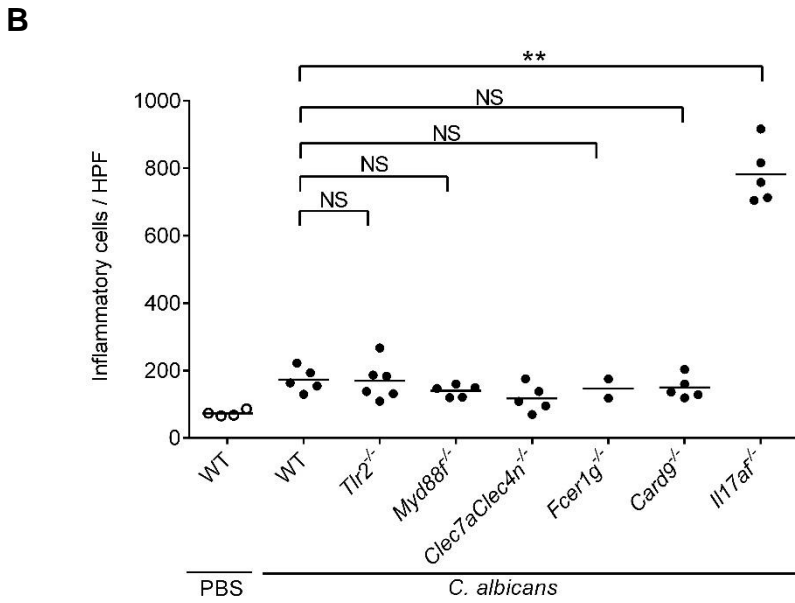 B
**
NS
NS
NS
NS
Inflammatory cells / HPF
1000
800
600
400
200
0
WT
WT
Tlr2-/-
Myd88f-/-
Clec7aClec4n-/-
Fcer1g-/-
Card9-/-
Il17af-/-
PBS
C. albicans